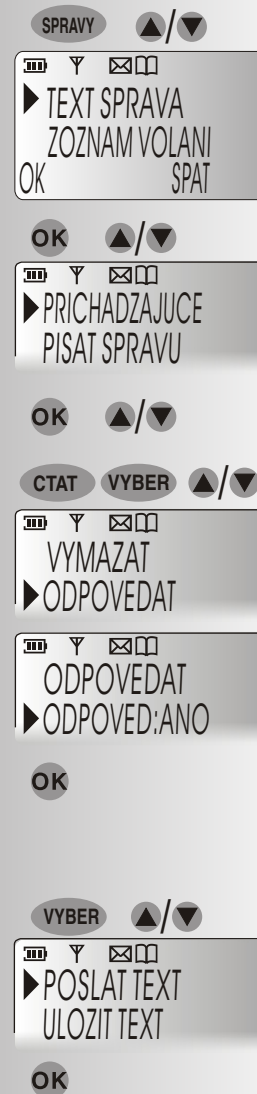 SPRAVY ▲/▼
▶ TEXT SPRAVA
ZOZNAM VOLANI
OK SPAT
OK ▲/▼
▶ PRICHADZAJUCE
PISAT SPRAVU
OK ▲/▼
CTAT VYBER ▲/▼
VYMAZAT
▶ ODPOVEDAT
ODPOVEDAT
▶ ODPOVED:ANO
OK
VYBER ▲/▼
▶ POSLAT TEXT
ULOZIT TEXT
OK